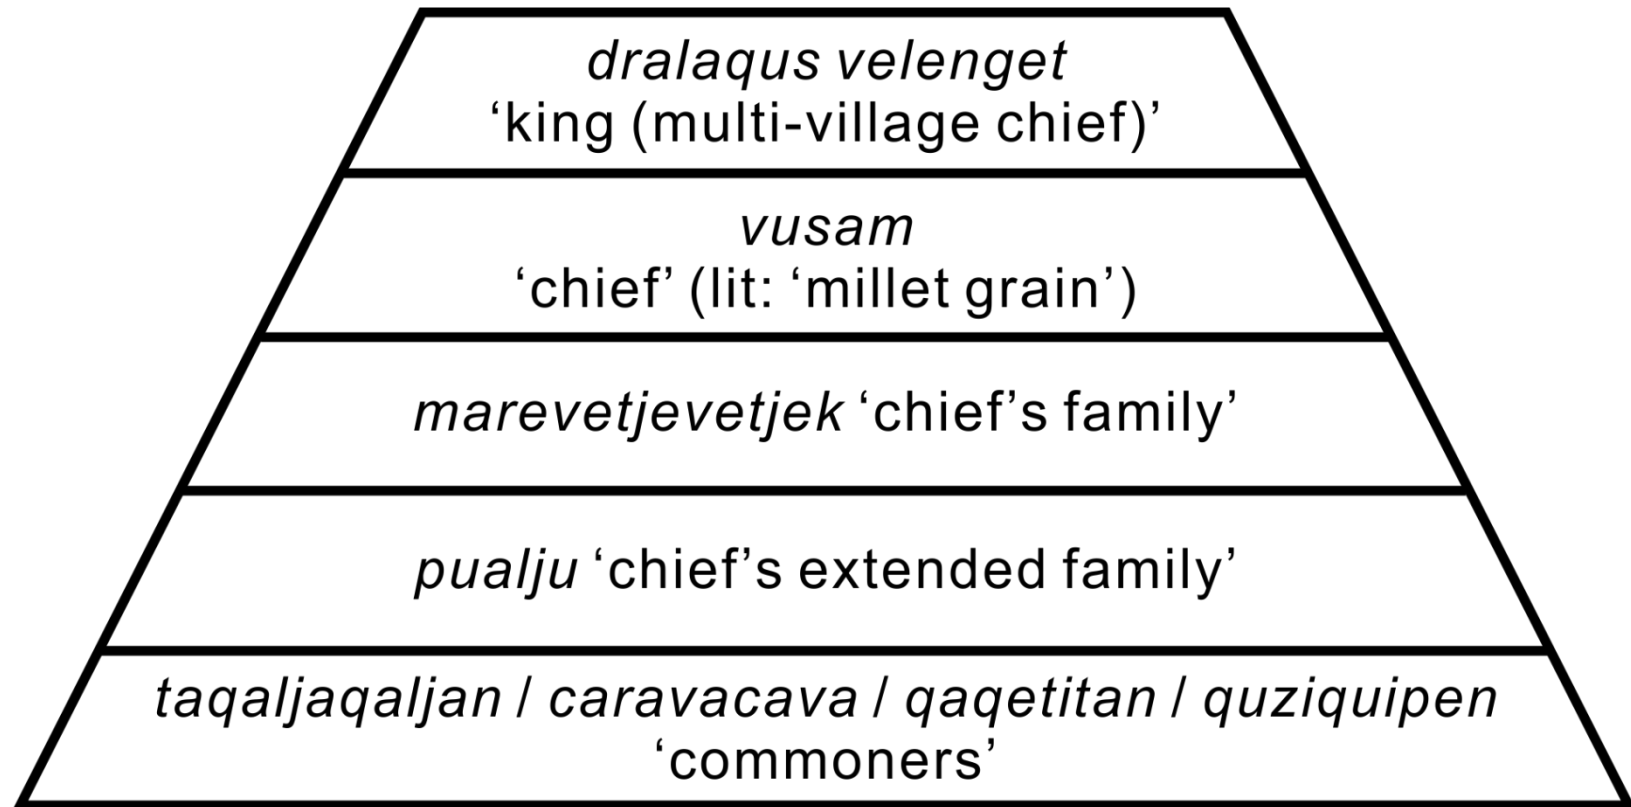 dralaqus velenget
‘king (multi-village chief)’
vusam
‘chief’ (lit: ‘millet grain’)
marevetjevetjek ‘chief’s family’
pualju ‘chief’s extended family’
taqaljaqaljan / caravacava / qaqetitan / quziquipen
‘commoners’